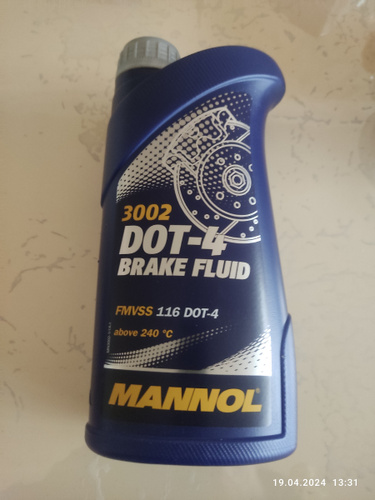 3002
DOT-4
BRAKE FLUID
FMVSS 116 DOT-4
above 240 °C
MANNOL®
19.04.2024 13:31